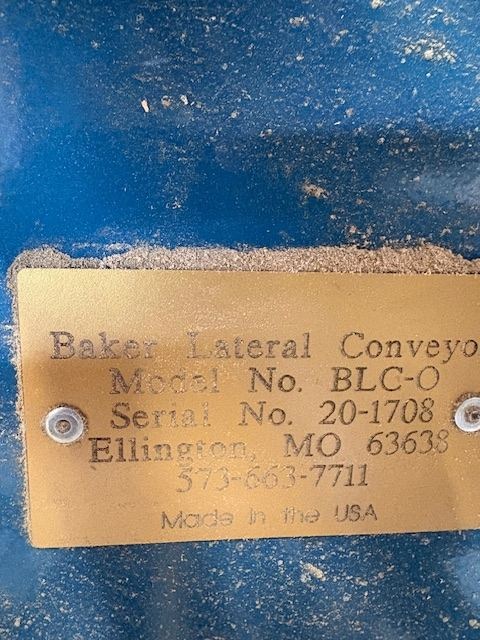 Baker Lateral Conveyo
Model No. BLC-O
Serial No. 20-1708
Ellington, MO 63638
573-663-7711
Made in the USA